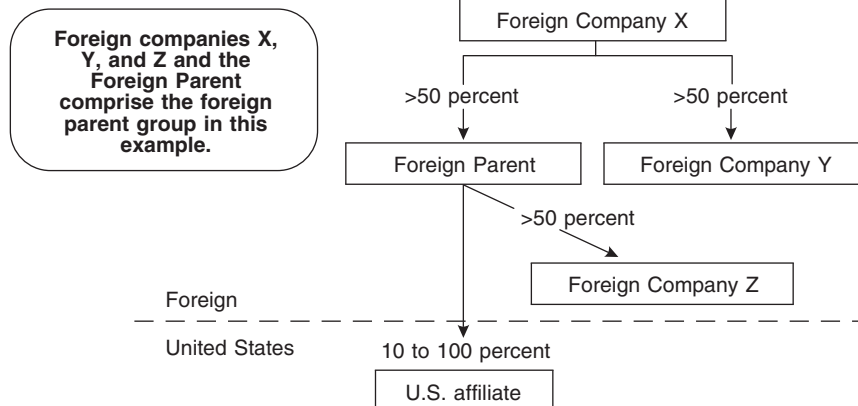 Foreign Company X
Foreign companies X,
Y, and Z and the
Foreign Parent
comprise the foreign
parent group in this
example.
>50 percent
>50 percent
Foreign Parent
Foreign Company Y
>50 percent
Foreign Company Z
Foreign
United States
10 to 100 percent
U.S. affiliate